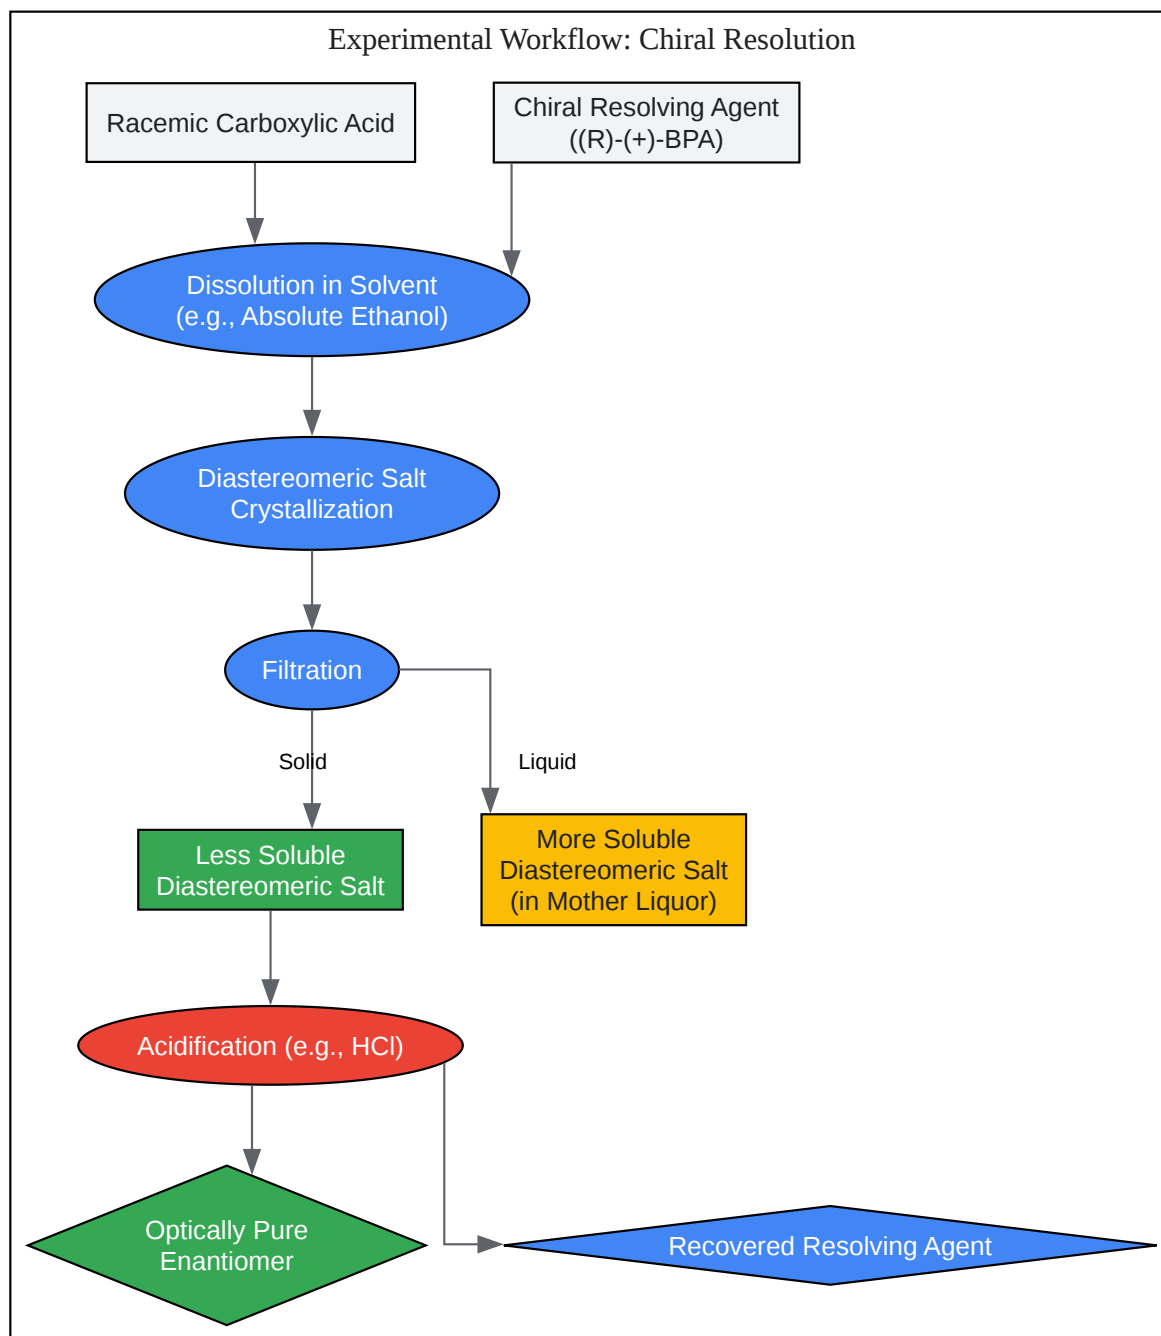 Experimental Workflow: Chiral Resolution
Racemic Carboxylic Acid
Chiral Resolving Agent
((R)-(+)-BPA)
Dissolution in Solvent
(e.g., Absolute Ethanol)
Diastereomeric Salt
Crystallization
Filtration
Solid
Liquid
Less Soluble
Diastereomeric Salt
More Soluble
Diastereomeric Salt
(in Mother Liquor)
Acidification (e.g., HCl)
Optically Pure
Enantiomer
Recovered Resolving Agent